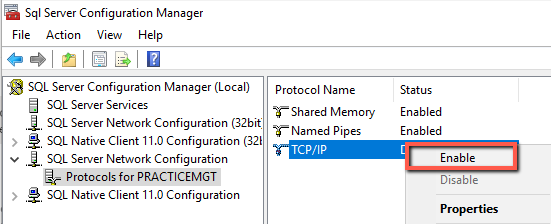 Sql Server Configuration Manager
File Action View Help
SQL Server Configuration Manager (Local)
SQL Server Services
SQL Server Network Configuration (32bit)
SQL Native Client 11.0 Configuration (32b
SQL Server Network Configuration
Protocols for PRACTICEMGT
SQL Native Client 11.0 Configuration
Protocol Name Status
Shared Memory Enabled
Named Pipes Enabled
TCP/IP
Enable
Disable
Properties